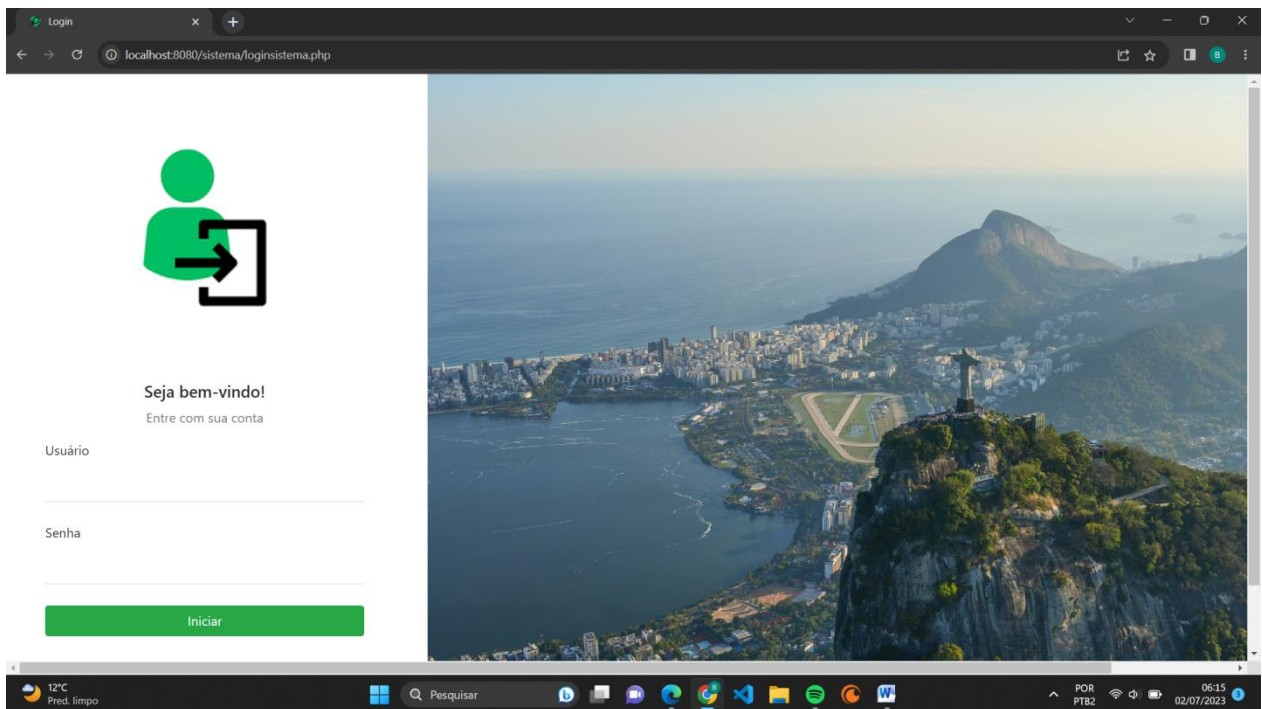 Login
localhost:8080/sistema/loginsistema.php
B
Seja bem-vindo!
Entre com sua conta
Usuário
Senha
Iniciar
12°C
Pred. limpo
Pesquisar
POR
PTB2
06:15
02/07/2023
3